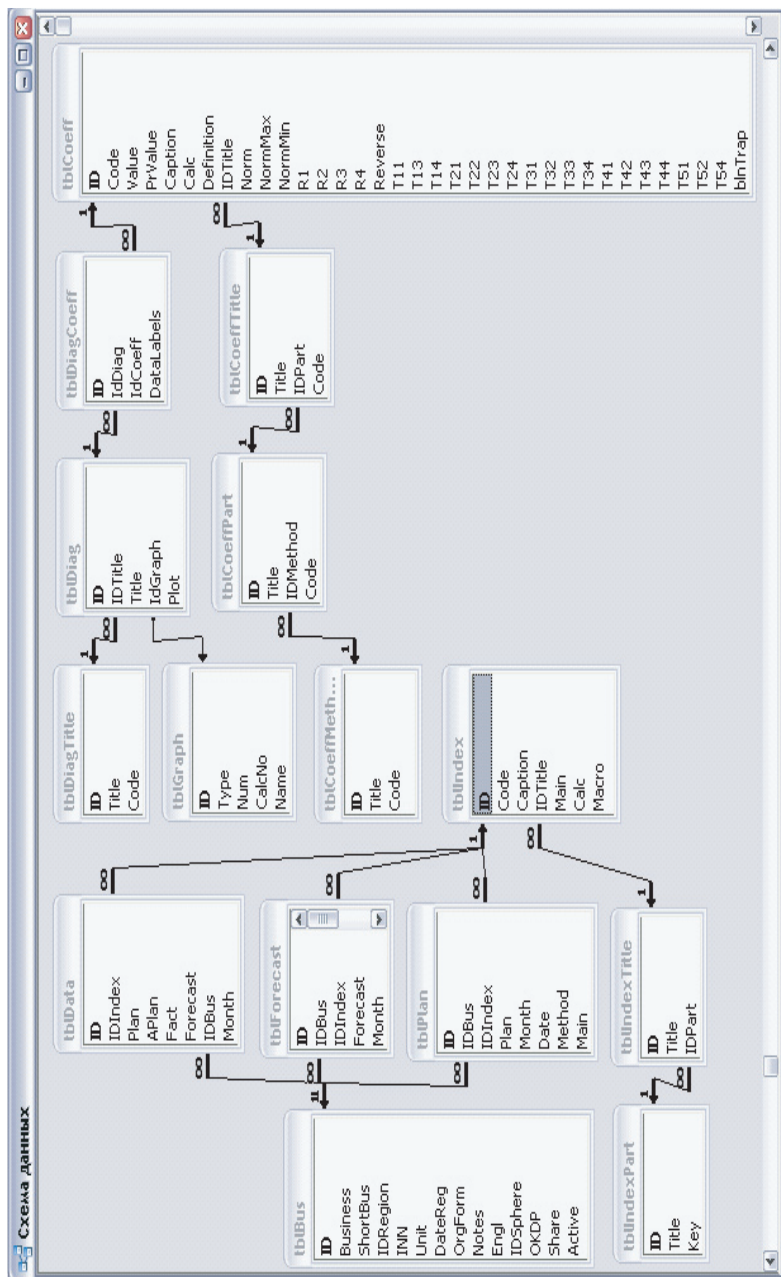 Схема данных
tblBus
ID
Business
ShortBus
IDRegion
INN
Unit
DateReg
OrgForm
Notes
Engl
IDSphere
OKDP
Share
Active
tblIndexPart
ID
Title
Key
tblData
ID
IDIndex
Plan
APlan
Fact
Forecast
IDBus
Month
tblForecast
ID
IDBus
IDIndex
Forecast
Month
tblPlan
ID
IDBus
IDIndex
Plan
Month
Date
Method
Main
tblIndexTitle
ID
Title
IDPart
tblDiagTitle
ID
Title
Code
tblGraph
ID
Type
Num
CalcNo
Name
tblCoeffMeth...
ID
Title
Code
tblIndex
ID
Code
Caption
IDTitle
Main
Calc
Macro
tblDiag
ID
IDTitle
Title
IdGraph
Plot
tblCoeffPart
ID
Title
IDMethod
Code
tblDiagCoeff
ID
IdDiag
IdCoeff
DataLabels
tblCoeffTitle
ID
Title
IDPart
Code
tblCoeff
ID
Code
Value
PrValue
Caption
Calc
Definition
IDTitle
Norm
NormMax
NormMin
R1
R2
R3
R4
Reverse
T11
T13
T14
T21
T22
T23
T24
T31
T32
T33
T34
T41
T42
T43
T44
T51
T52
T54
blnTrap